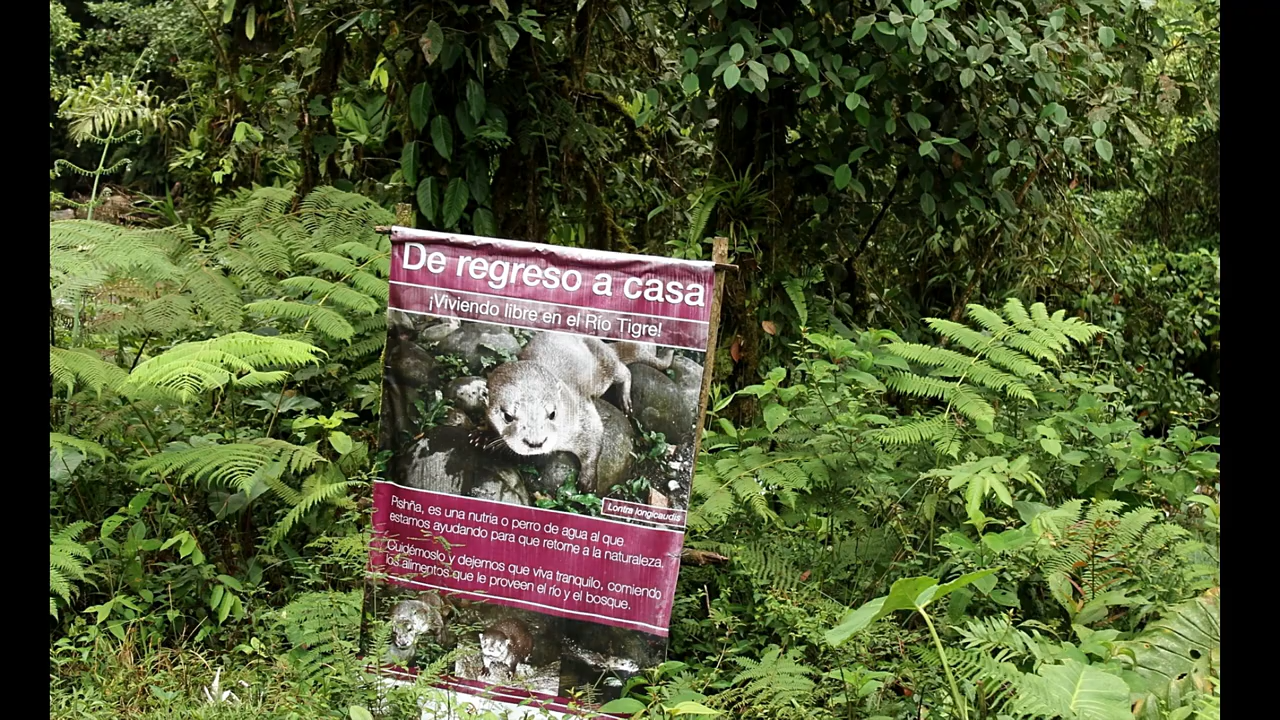 De regreso a casa
¡Viviendo libre en el Río Tigre!
Lontra longicaudis
Pishña, es una nutria o perro de agua al que
estamos ayudando para que retorne a la naturaleza.
Cuidémoslo y dejemos que viva tranquilo, comiendo
los alimentos que le proveen el río y el bosque.